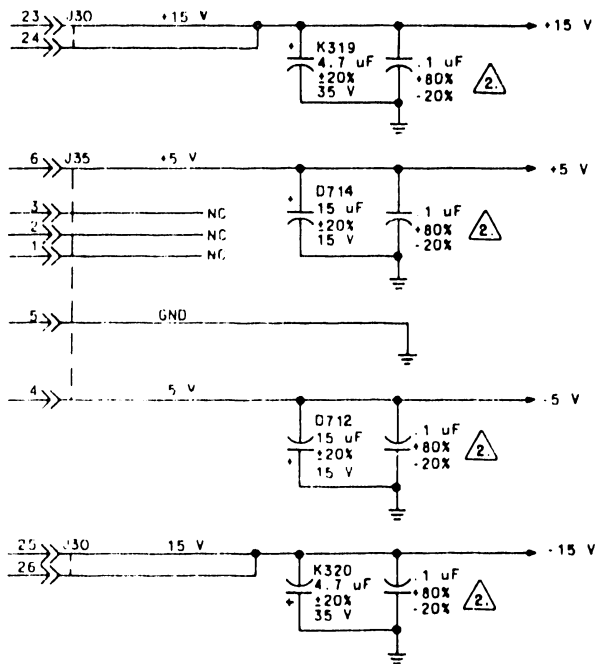 23 J30 +15 V +15 V
24
+ K319
4.7 uF
±20%
35 V
.1 uF
+80%
-20%
2.
6 J35 +5 V +5 V
+ D714
15 uF
±20%
15 V
.1 uF
+80%
-20%
2.
3 NC
2 NC
1 NC
5 GND
4 5 V -5 V
D712
15 uF
±20%
+ 15 V
.1 uF
+80%
-20%
2.
25 J30 15 V -15 V
26
K320
4.7 uF
±20%
+ 35 V
.1 uF
+80%
-20%
2.